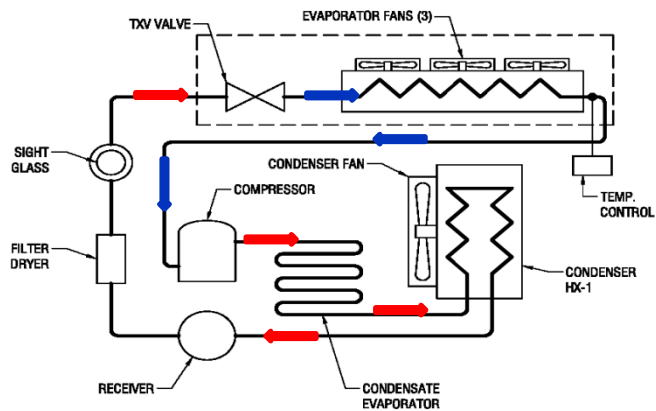 TXV VALVE
EVAPORATOR FANS (3)
SIGHT
GLASS
CONDENSER FAN
COMPRESSOR
TEMP.
CONTROL
FILTER
DRYER
CONDENSER
HX-1
RECEIVER
CONDENSATE
EVAPORATOR